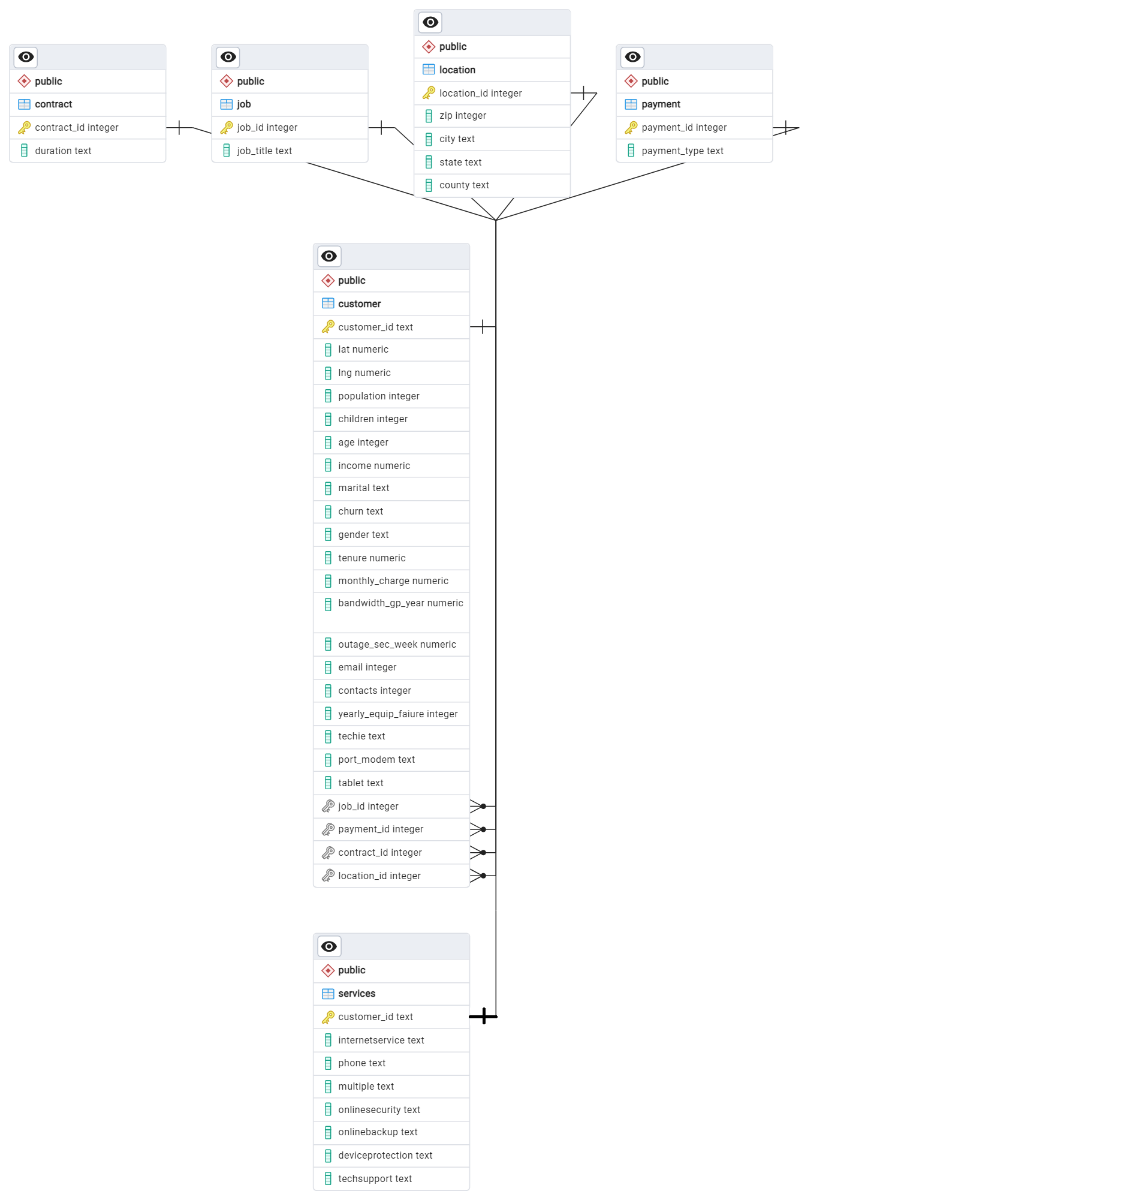 public
contract
contract_id integer
duration text
public
job
job_id integer
job_title text
public
location
location_id integer
zip integer
city text
state text
county text
public
payment
payment_id integer
payment_type text
public
customer
customer_id text
lat numeric
lng numeric
population integer
children integer
age integer
income numeric
marital text
churn text
gender text
tenure numeric
monthly_charge numeric
bandwidth_gp_year numeric
outage_sec_week numeric
email integer
contacts integer
yearly_equip_faiure integer
techie text
port_modem text
tablet text
job_id integer
payment_id integer
contract_id integer
location_id integer
public
services
customer_id text
internetservice text
phone text
multiple text
onlinesecurity text
onlinebackup text
deviceprotection text
techsupport text